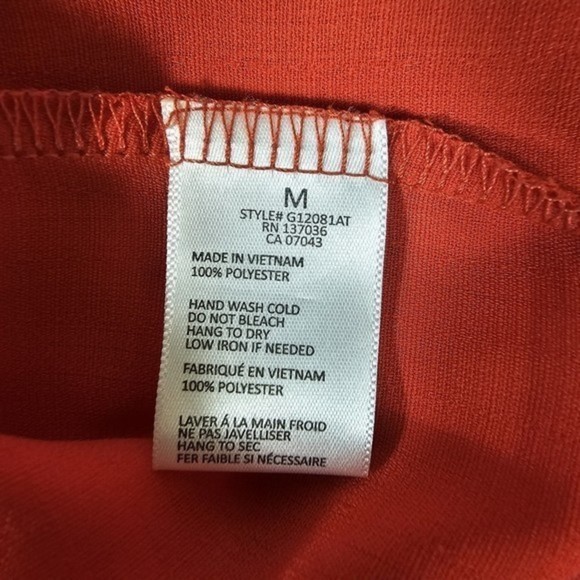 M
STYLE# G12081AT
RN 137036
CA 07043
MADE IN VIETNAM
100% POLYESTER
HAND WASH COLD
DO NOT BLEACH
HANG TO DRY
LOW IRON IF NEEDED
FABRIQUÉ EN VIETNAM
100% POLYESTER
LAVER Á LA MAIN FROID
NE PAS JAVELLISER
HANG TO SEC
FER FAIBLE SI NÉCESSAIRE